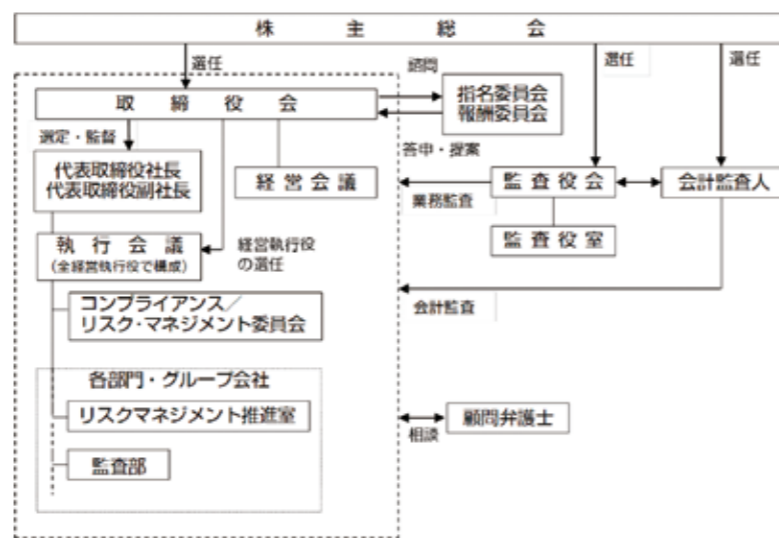 株主総会
選任
諮問
選任
選任
取締役会
指名委員会
報酬委員会
選定・監督
答申・提案
代表取締役社長
代表取締役副社長
経営会議
監査役会
会計監査人
業務監査
監査役室
執行会議
(全経営執行役で構成)
経営執行役
の選任
コンプライアンス／
リスク・マネジメント委員会
会計監査
各部門・グループ会社
リスクマネジメント推進室
顧問弁護士
相談
監査部